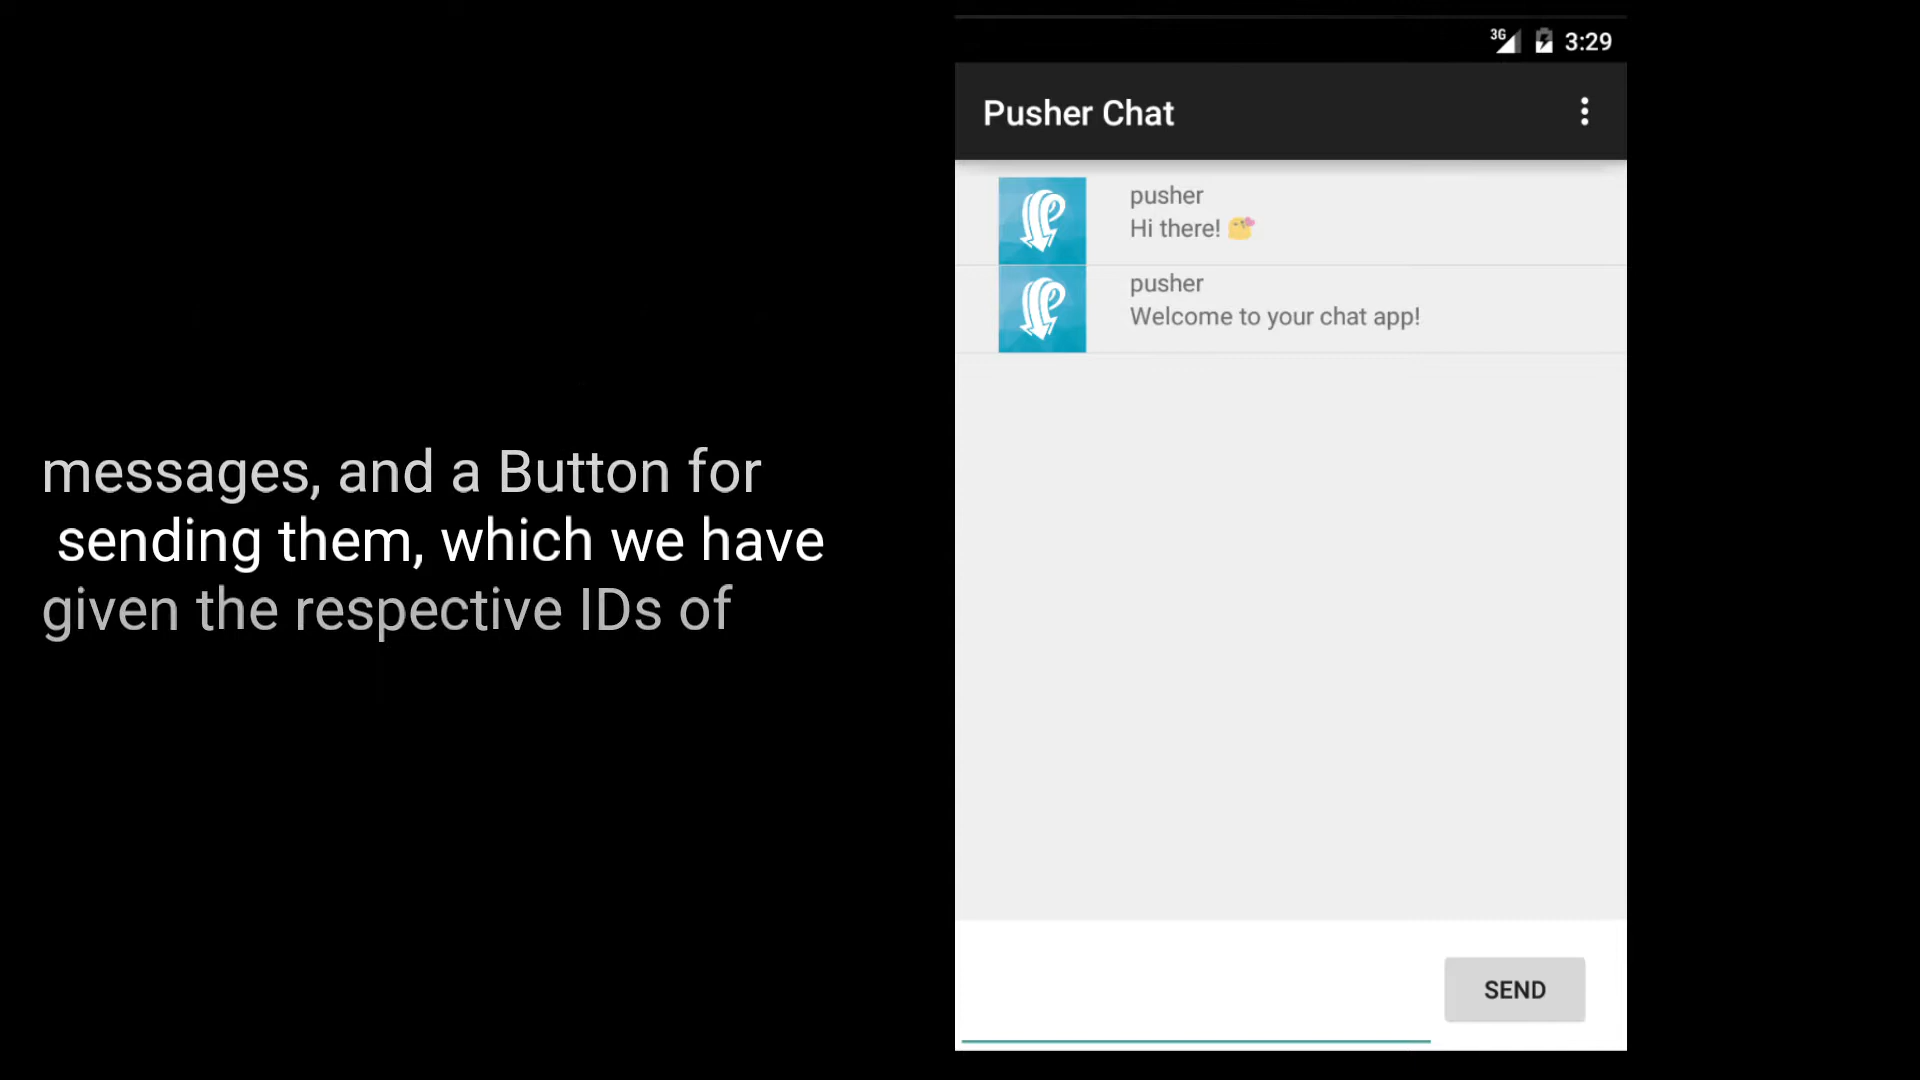 messages, and a Button for
sending them, which we have
given the respective IDs of
3G 3:29
Pusher Chat
pusher
Hi there! 😘
pusher
Welcome to your chat app!
SEND